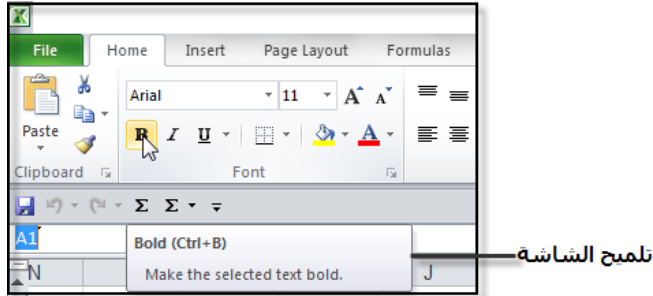 File Home Insert Page Layout Formulas
Arial 11 A A
Paste B I U A
Clipboard Font
Σ Σ
A1
Bold (Ctrl+B)
Make the selected text bold.
تلميح الشاشة
N J